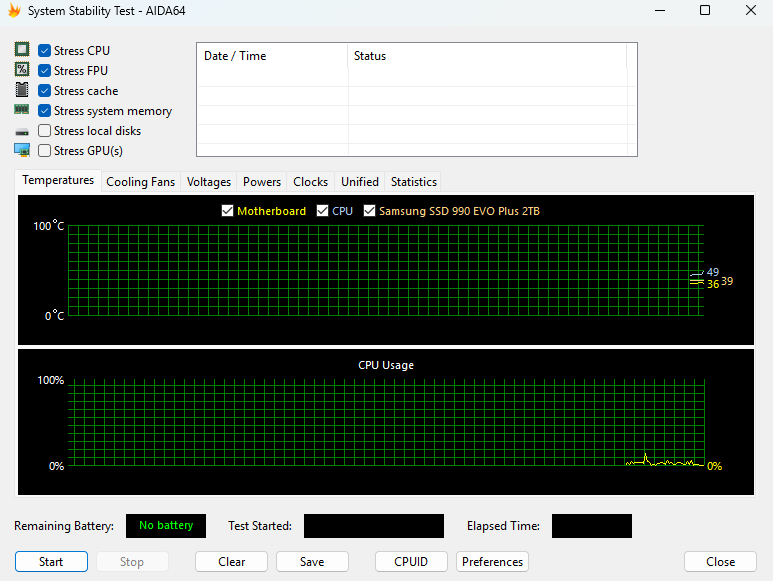 System Stability Test - AIDA64
Stress CPU
Stress FPU
Stress cache
Stress system memory
Stress local disks
Stress GPU(s)
Date / Time Status
Temperatures Cooling Fans Voltages Powers Clocks Unified Statistics
Motherboard CPU Samsung SSD 990 EVO Plus 2TB
100°C
49
36 39
0°C
CPU Usage
100%
0% 0%
Remaining Battery: No battery Test Started: Elapsed Time:
Start Stop Clear Save CPUID Preferences Close